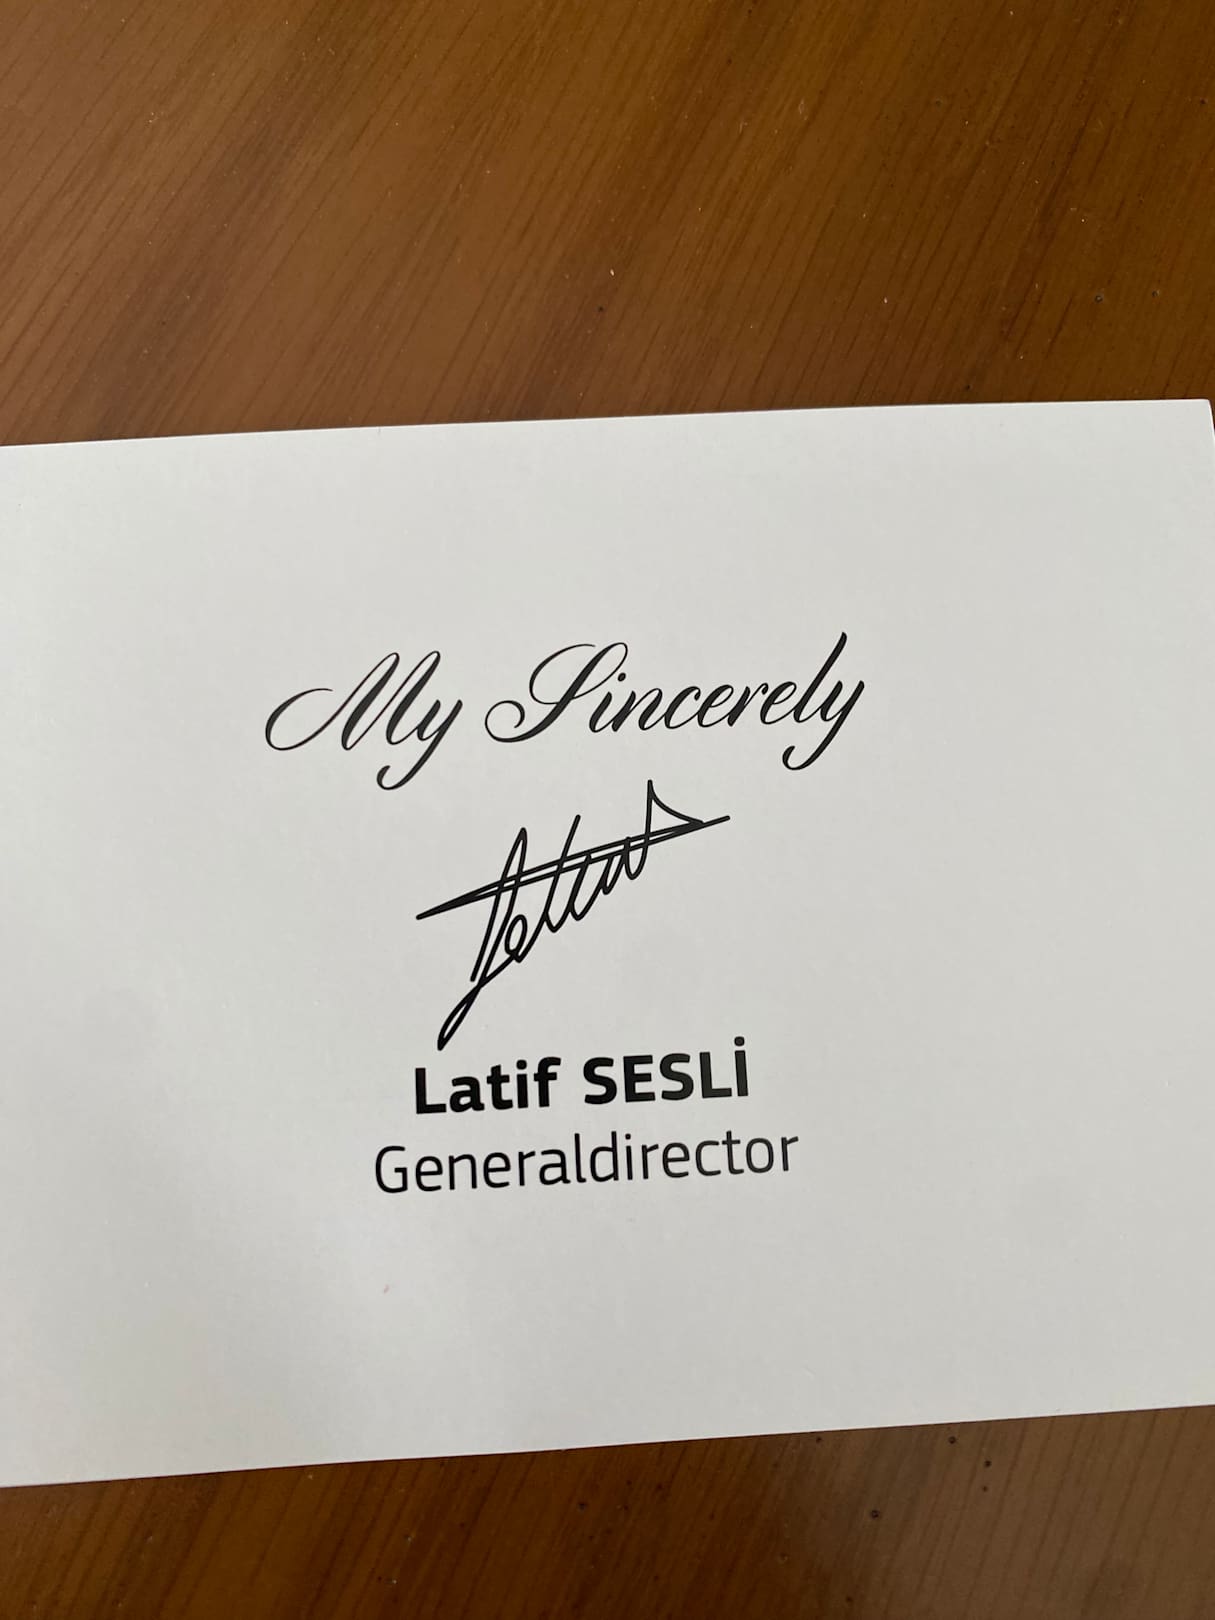 My Sincerely
Latif SESLİ
Generaldirector